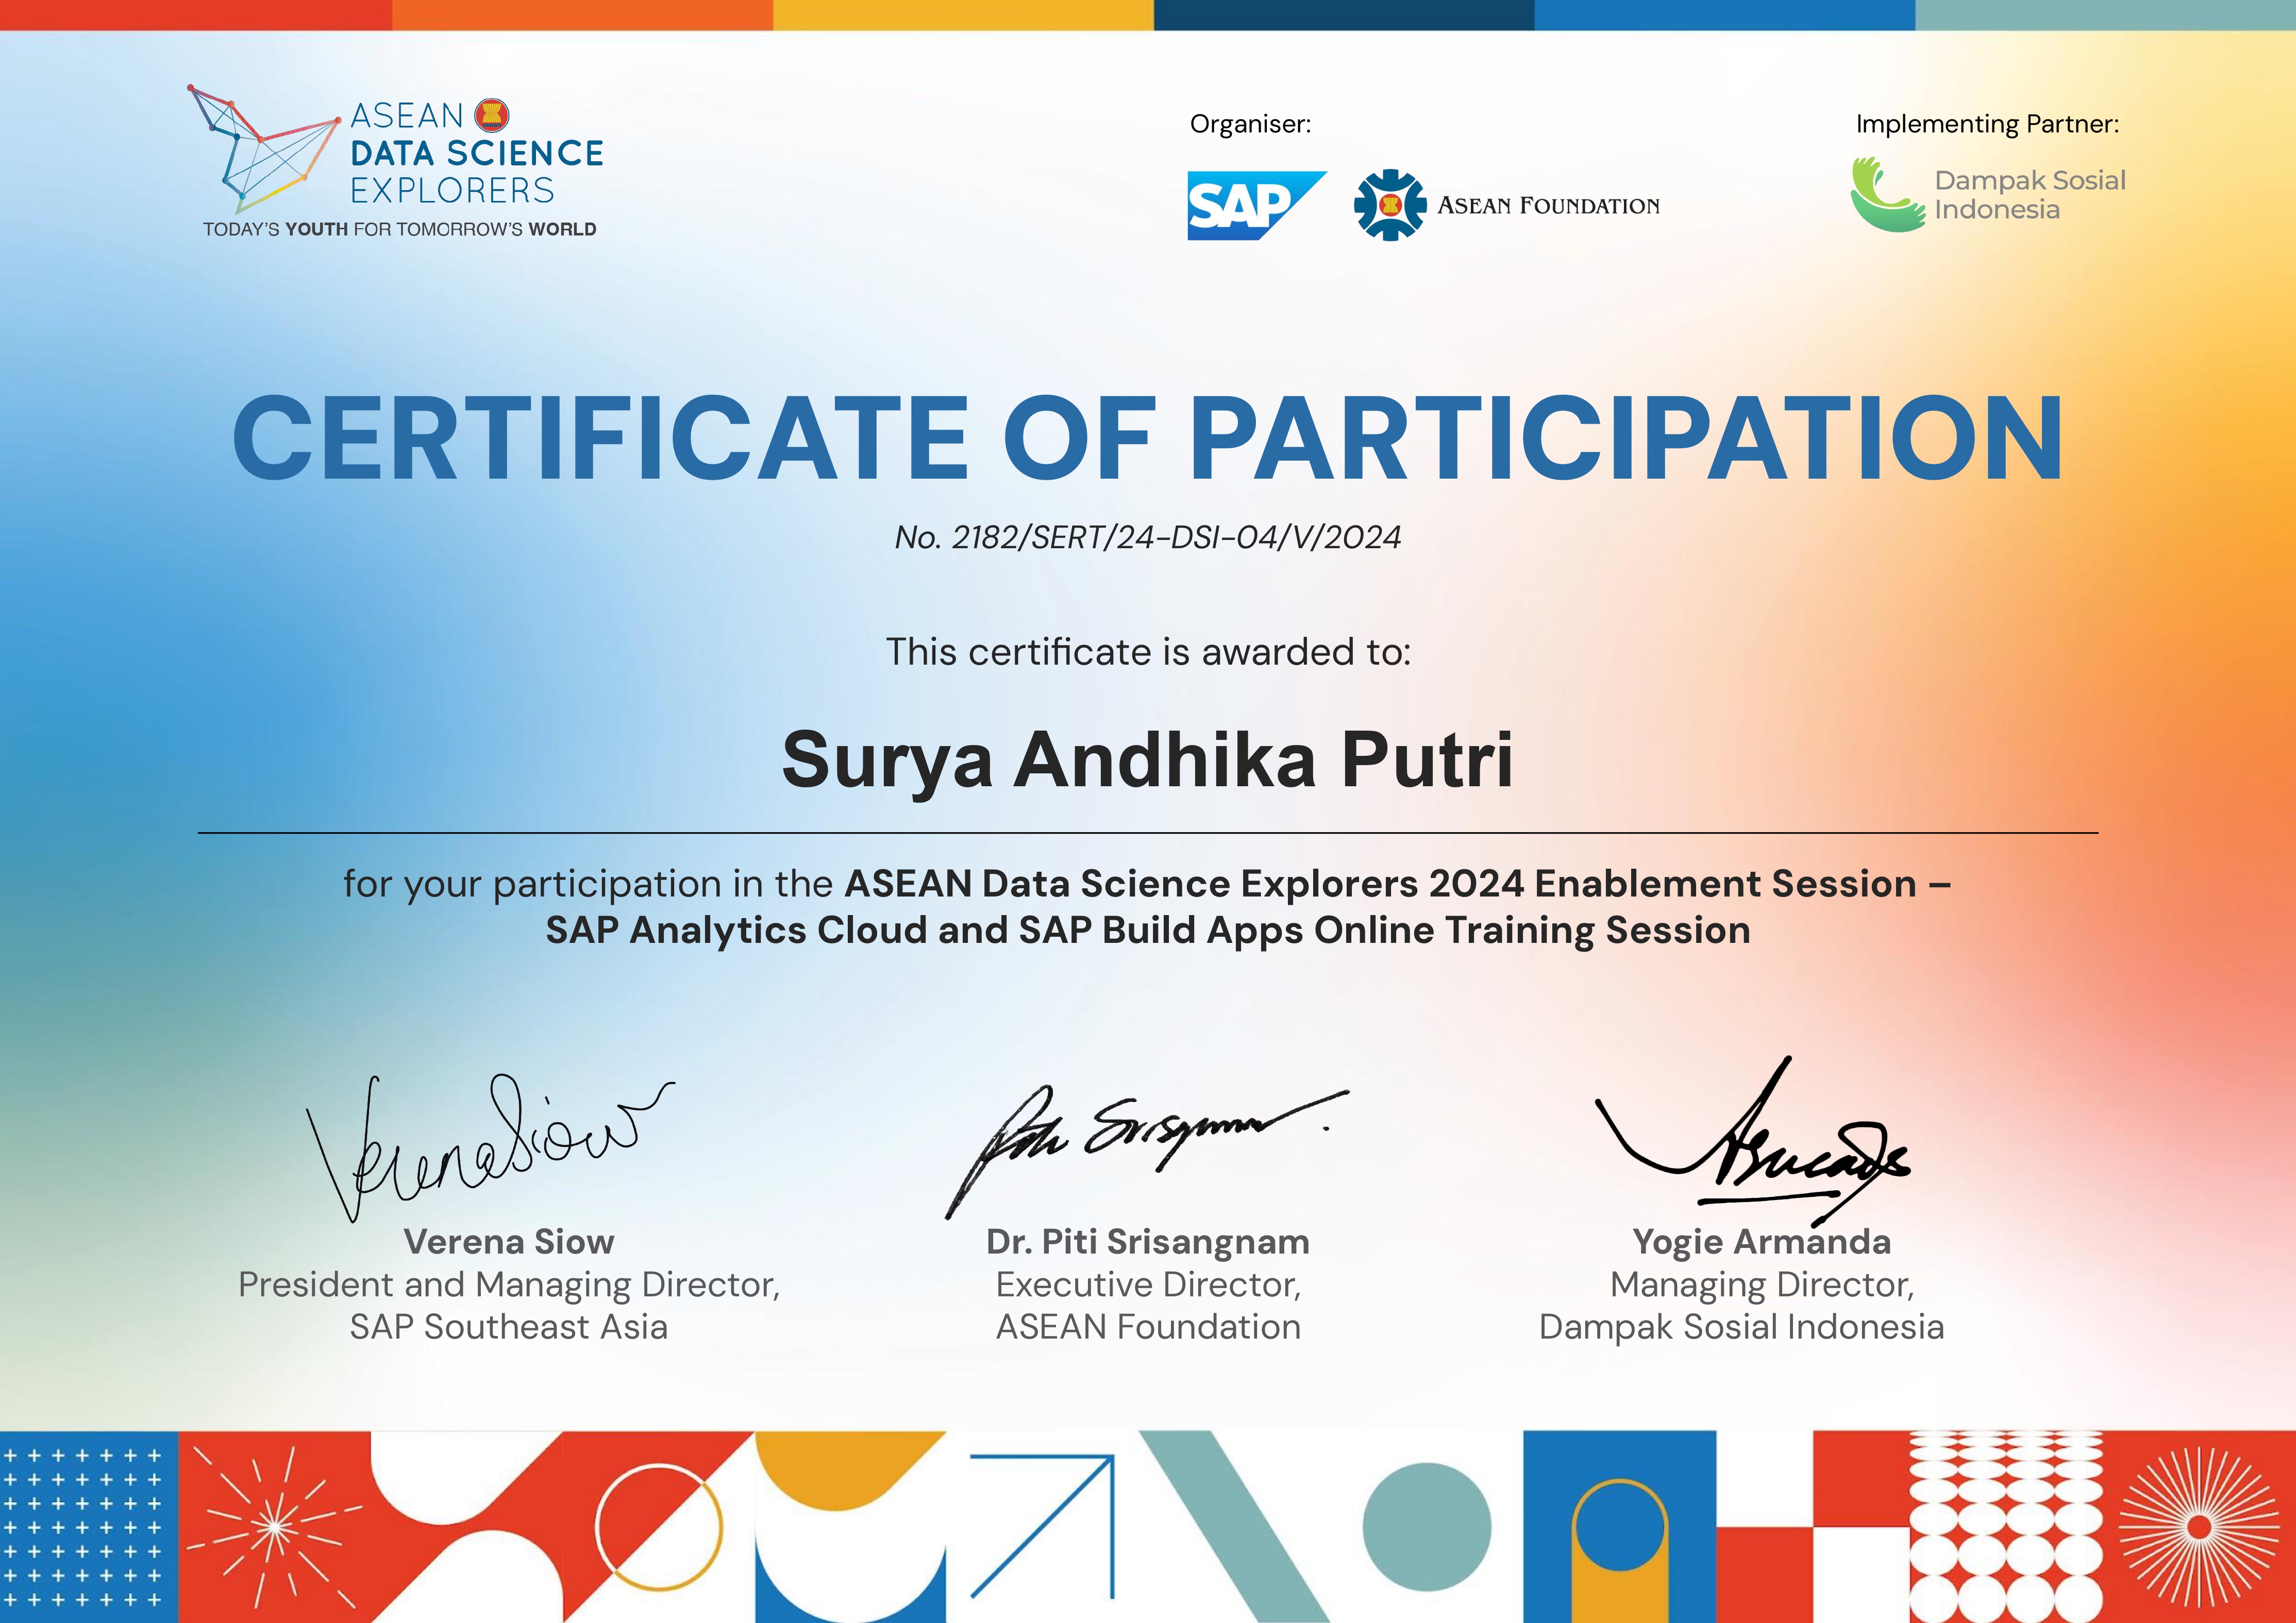 ASEAN
DATA SCIENCE
EXPLORERS
TODAY'S YOUTH FOR TOMORROW'S WORLD
Organiser:
SAP
ASEAN FOUNDATION
Implementing Partner:
Dampak Sosial
Indonesia
CERTIFICATE OF PARTICIPATION
No. 2182/SERT/24-DSI-04/V/2024
This certificate is awarded to:
Surya Andhika Putri
for your participation in the ASEAN Data Science Explorers 2024 Enablement Session –
SAP Analytics Cloud and SAP Build Apps Online Training Session
Verena Siow
Verena Siow
President and Managing Director,
SAP Southeast Asia
Dr. Piti Srisangnam
Executive Director,
ASEAN Foundation
Yogie Armanda
Managing Director,
Dampak Sosial Indonesia